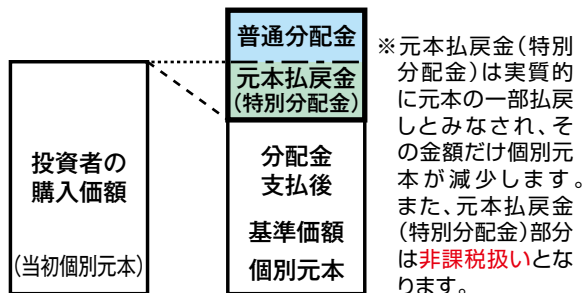 普通分配金
元本払戻金
(特別分配金)
投資者の
購入価額
(当初個別元本)
分配金
支払後
基準価額
個別元本
※元本払戻金(特別
分配金)は実質的
に元本の一部払戻
しとみなされ、そ
の金額だけ個別元
本が減少します。
また、元本払戻金
(特別分配金)部分
は非課税扱いとな
ります。